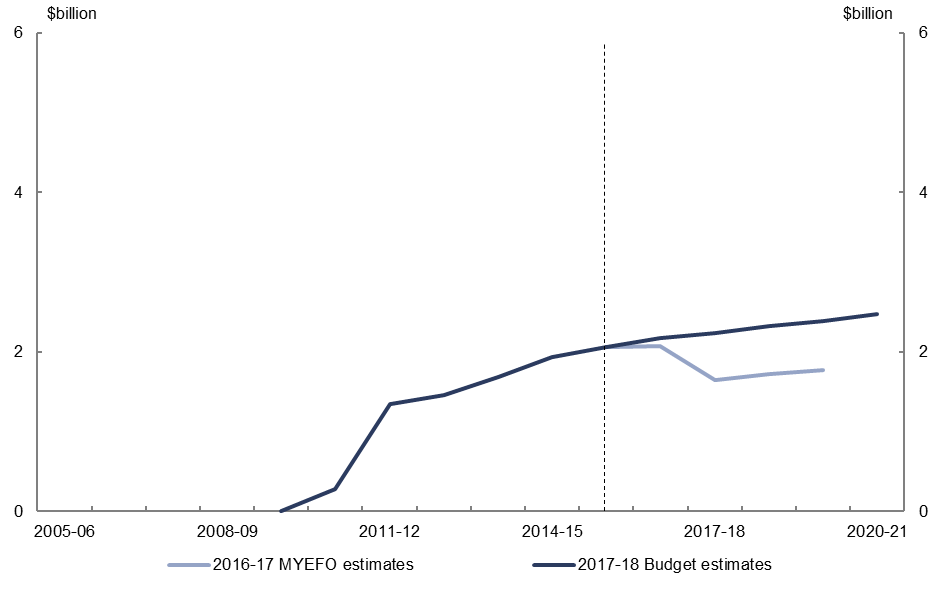 $billion $billion
6 6
4 4
2 2
0 0
2005-06 2008-09 2011-12 2014-15 2017-18 2020-21
2016-17 MYEFO estimates 2017-18 Budget estimates